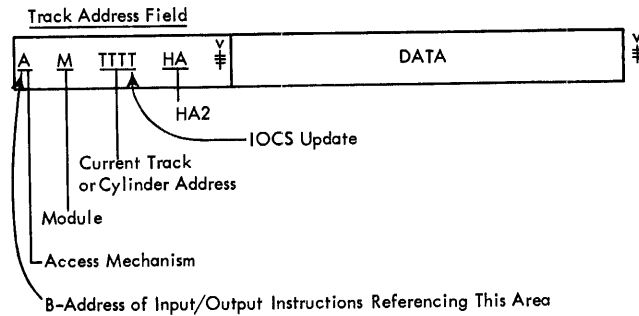 Track Address Field
A M TTTT HA v ⧧ DATA v ⧧
HA2
IOCS Update
Current Track
or Cylinder Address
Module
Access Mechanism
B-Address of Input/Output Instructions Referencing This Area